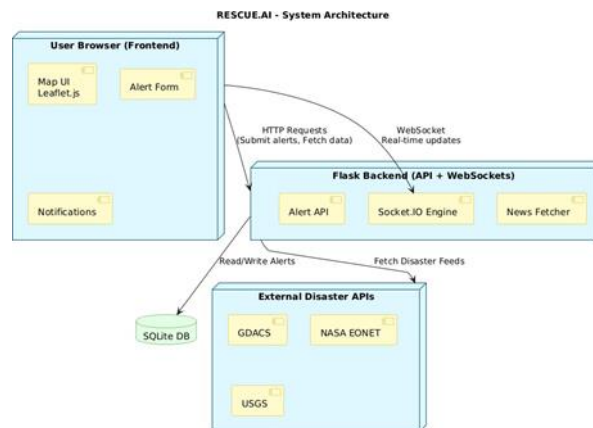 RESCUE.AI - System Architecture
User Browser (Frontend)
Map UI
Leaflet.js
Alert Form
Notifications
HTTP Requests
(Submit alerts, Fetch data)
WebSocket
Real-time updates
Flask Backend (API + WebSockets)
Alert API
Socket.IO Engine
News Fetcher
Read/Write Alerts
Fetch Disaster Feeds
External Disaster APIs
GDACS
NASA EONET
USGS
SQLite DB